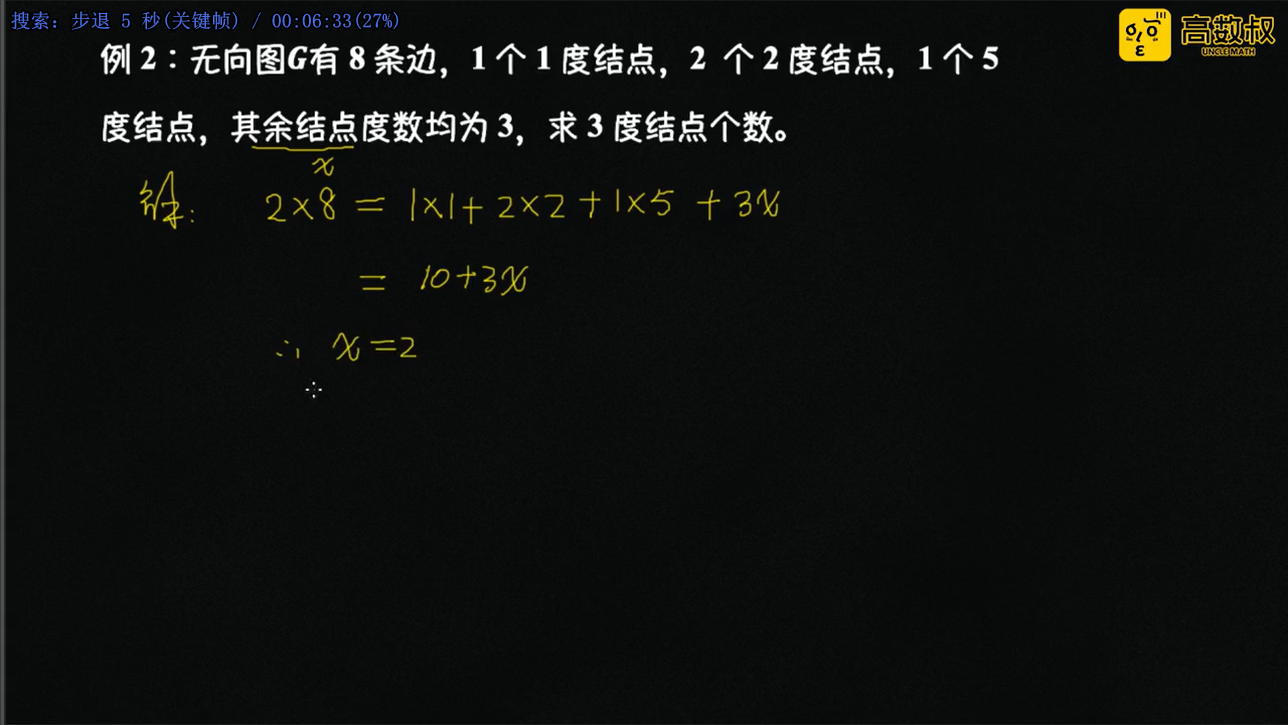 搜索: 步退 5 秒(关键帧) / 00:06:33(27%)
高数叔
UNCLE MATH
例 2：无向图G有 8 条边，1 个 1 度结点，2 个 2 度结点，1 个 5
度结点，其余结点度数均为 3，求 3 度结点个数。
x
解: 2×8 = 1×1+ 2×2 + 1×5 + 3x
= 10+3x
∴ x = 2